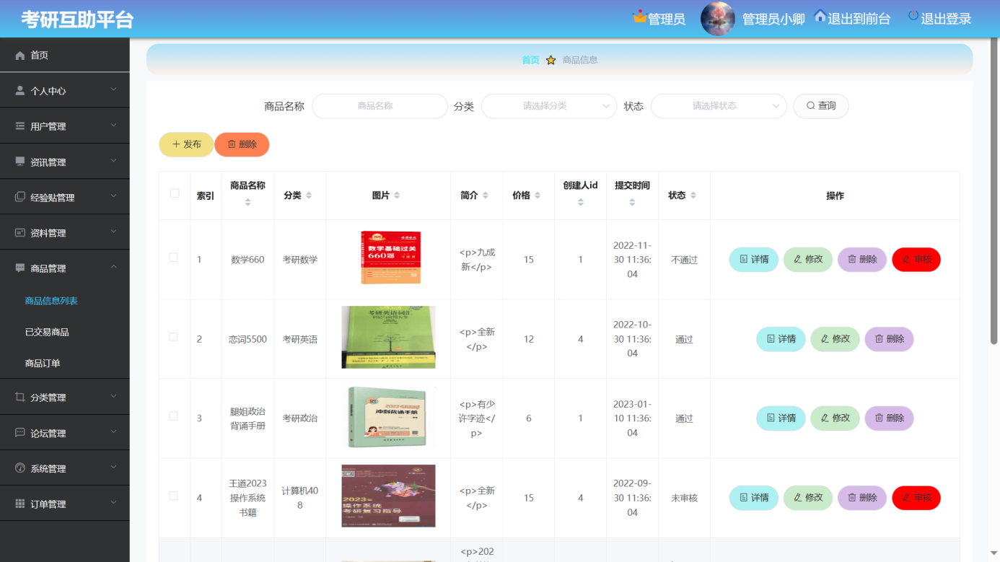 考研互助平台
管理员
管理员小卿
退出到前台
退出登录
首页
个人中心
用户管理
资讯管理
经验贴管理
资料管理
商品管理
商品信息列表
已交易商品
商品订单
分类管理
论坛管理
系统管理
订单管理
首页
商品信息
商品名称
商品名称
分类
请选择分类
状态
请选择状态
查询
发布
删除
索引
商品名称
分类
图片
简介
价格
创建人id
提交时间
状态
操作
1
数学660
考研数学
数学基础过关
660题
<p>九成
新</p>
15
1
2022-11-
30 11:36:
04
不通过
详情
修改
删除
审核
2
恋词5500
考研英语
考研英语词汇
<p>全新
</p>
12
4
2022-10-
30 11:36:
04
通过
详情
修改
删除
3
腿姐政治
背诵手册
考研政治
冲刺背诵手册
<p>有少
许字迹</
p>
6
1
2023-01-
10 11:36:
04
通过
详情
修改
删除
4
王道2023
操作系统
书籍
计算机40
8
2023年
操作系统
考研复习指导
<p>全新
</p>
15
4
2022-09-
30 11:36:
04
未审核
详情
修改
删除
审核
<p>202